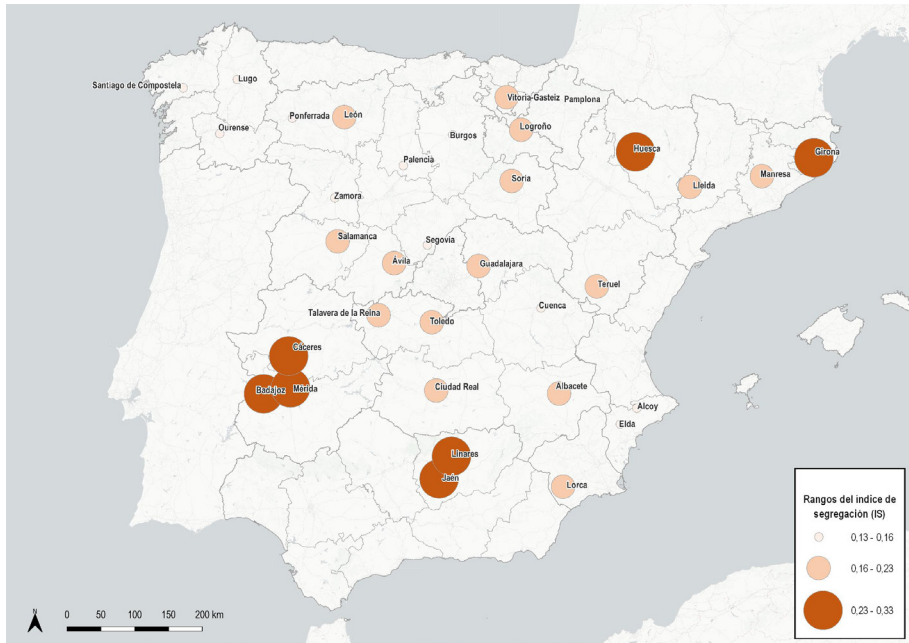 Santiago de Compostela
Lugo
Ourense
Ponferrada
León
Vitoria-Gasteiz
Pamplona
Logroño
Burgos
Palencia
Huesca
Girona
Soria
Lleida
Manresa
Zamora
Salamanca
Segovia
Ávila
Guadalajara
Teruel
Cuenca
Talavera de la Reina
Toledo
Cáceres
Badajoz
Mérida
Ciudad Real
Albacete
Alcoy
Elda
Linares
Jaén
Lorca
Rangos del indice de
segregación (IS)
0,13 - 0,16
0,16 - 0,23
0,23 - 0,33
N
0 50 100 150 200 km